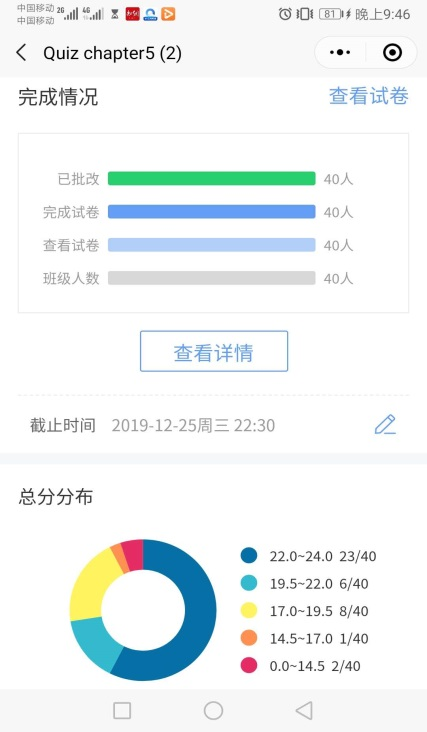 中国移动
中国移动
2G
4G
81
晚上9:46
Quiz chapter5 (2)
完成情况
查看试卷
已批改 40人
完成试卷 40人
查看试卷 40人
班级人数 40人
查看详情
截止时间 2019-12-25周三 22:30
总分分布
22.0~24.0 23/40
19.5~22.0 6/40
17.0~19.5 8/40
14.5~17.0 1/40
0.0~14.5 2/40